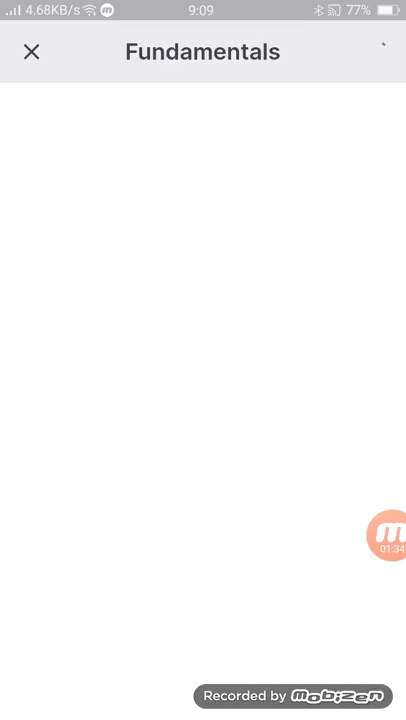 4.68KB/s m 9:09 77%
Fundamentals
m
01:34
Recorded by mobizen